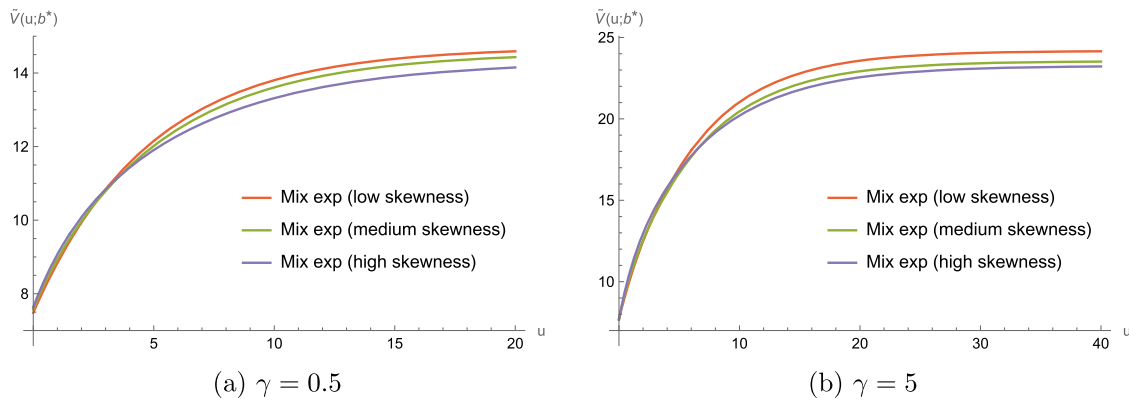 Ṽ(u;b*)
14
12
10
8
5
10
15
20
u
Mix exp (low skewness)
Mix exp (medium skewness)
Mix exp (high skewness)
(a) γ = 0.5
Ṽ(u;b*)
25
20
15
10
10
20
30
40
u
Mix exp (low skewness)
Mix exp (medium skewness)
Mix exp (high skewness)
(b) γ = 5